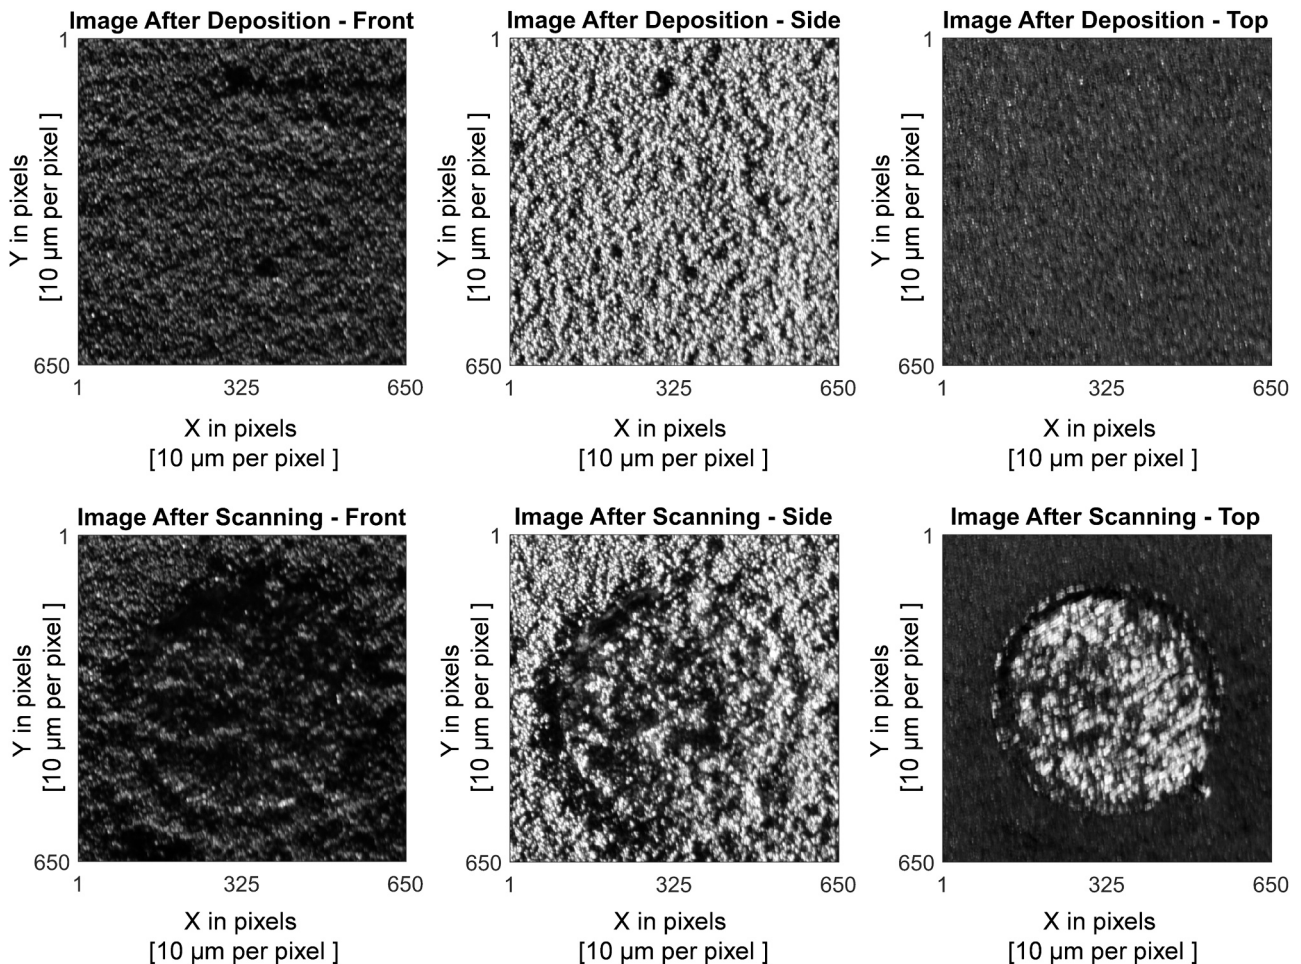 Image After Deposition - Front
1
Y in pixels
[10 µm per pixel ]
650
1
325
650
X in pixels
[10 µm per pixel ]
Image After Deposition - Side
1
Y in pixels
[10 µm per pixel ]
650
1
325
650
X in pixels
[10 µm per pixel ]
Image After Deposition - Top
1
Y in pixels
[10 µm per pixel ]
650
1
325
650
X in pixels
[10 µm per pixel ]
Image After Scanning - Front
1
Y in pixels
[10 µm per pixel ]
650
1
325
650
X in pixels
[10 µm per pixel ]
Image After Scanning - Side
1
Y in pixels
[10 µm per pixel ]
650
1
325
650
X in pixels
[10 µm per pixel ]
Image After Scanning - Top
1
Y in pixels
[10 µm per pixel ]
650
1
325
650
X in pixels
[10 µm per pixel ]